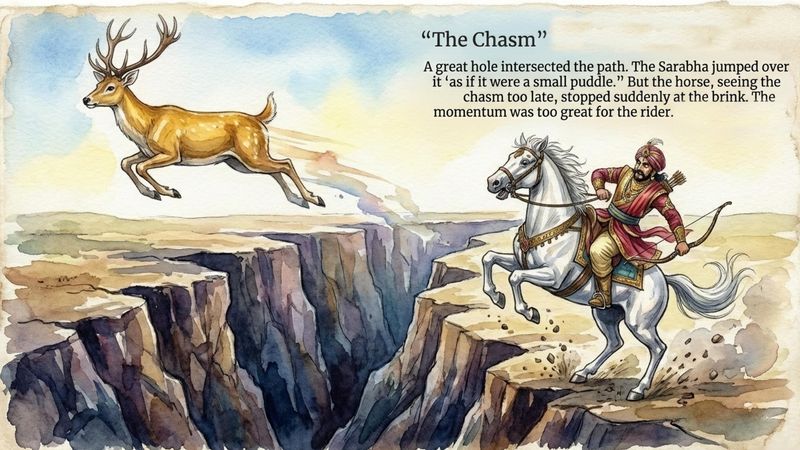 “The Chasm”
A great hole intersected the path. The Sarabha jumped over
it ‘as if it were a small puddle.” But the horse, seeing the
chasm too late, stopped suddenly at the brink. The
momentum was too great for the rider.